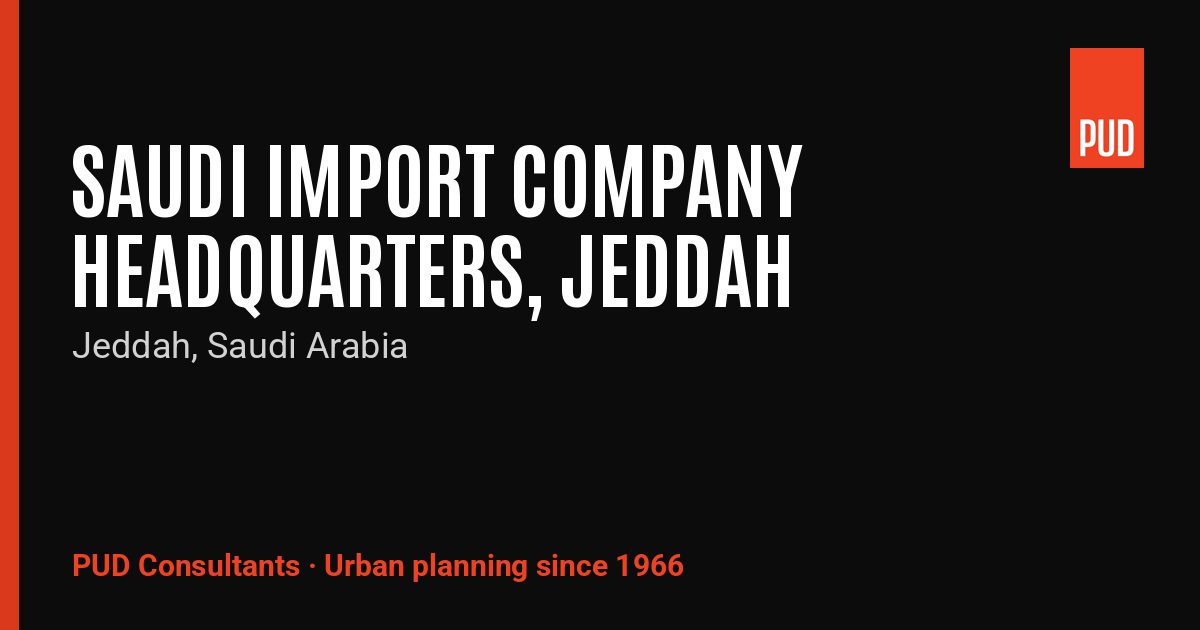 PUD
SAUDI IMPORT COMPANY
HEADQUARTERS, JEDDAH
Jeddah, Saudi Arabia
PUD Consultants · Urban planning since 1966